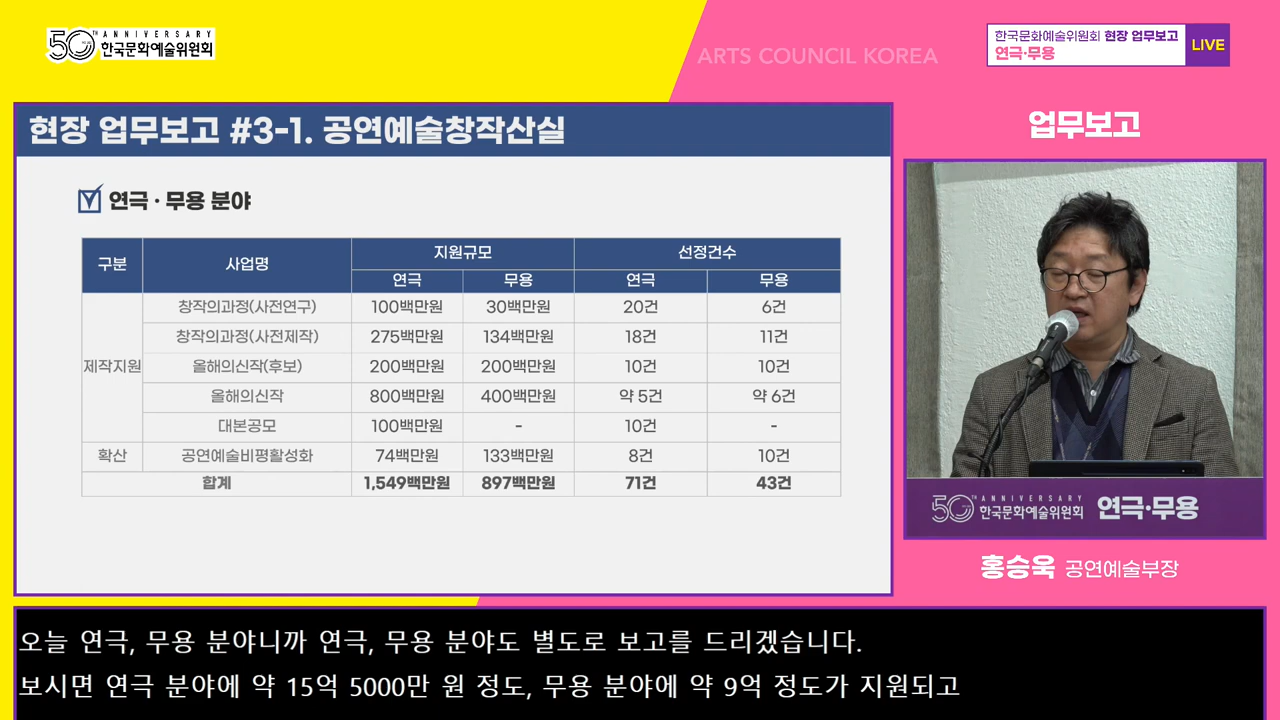 50TH ANNIVERSARY
한국문화예술위원회
ARTS COUNCIL KOREA
한국문화예술위원회 현장 업무보고
연극·무용
LIVE
현장 업무보고 #3-1. 공연예술창작산실
연극 · 무용 분야
구분 사업명 지원규모 선정건수
연극 무용 연극 무용
제작지원
창작의과정(사전연구) 100백만원 30백만원 20건 6건
창작의과정(사전제작) 275백만원 134백만원 18건 11건
올해의신작(후보) 200백만원 200백만원 10건 10건
올해의신작 800백만원 400백만원 약 5건 약 6건
대본공모 100백만원 - 10건 -
확산 공연예술비평활성화 74백만원 133백만원 8건 10건
합계 1,549백만원 897백만원 71건 43건
업무보고
50TH ANNIVERSARY
한국문화예술위원회
연극·무용
홍승욱 공연예술부장
오늘 연극, 무용 분야니까 연극, 무용 분야도 별도로 보고를 드리겠습니다.
보시면 연극 분야에 약 15억 5000만 원 정도, 무용 분야에 약 9억 정도가 지원되고